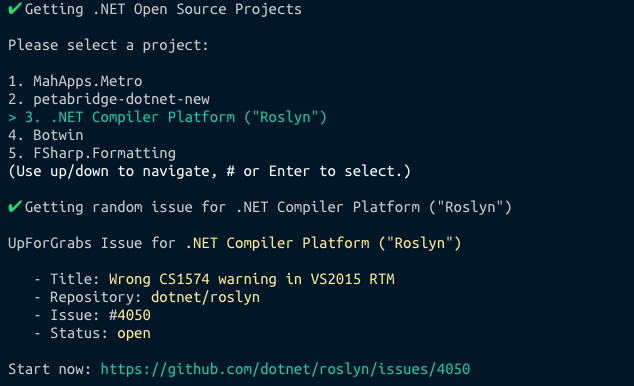 ✔ Getting .NET Open Source Projects
Please select a project:
1. MahApps.Metro
2. petabridge-dotnet-new
> 3. .NET Compiler Platform ("Roslyn")
4. Botwin
5. FSharp.Formatting
(Use up/down to navigate, # or Enter to select.)
✔ Getting random issue for .NET Compiler Platform ("Roslyn")
UpForGrabs Issue for .NET Compiler Platform ("Roslyn")
- Title: Wrong CS1574 warning in VS2015 RTM
- Repository: dotnet/roslyn
- Issue: #4050
- Status: open
Start now: https://github.com/dotnet/roslyn/issues/4050